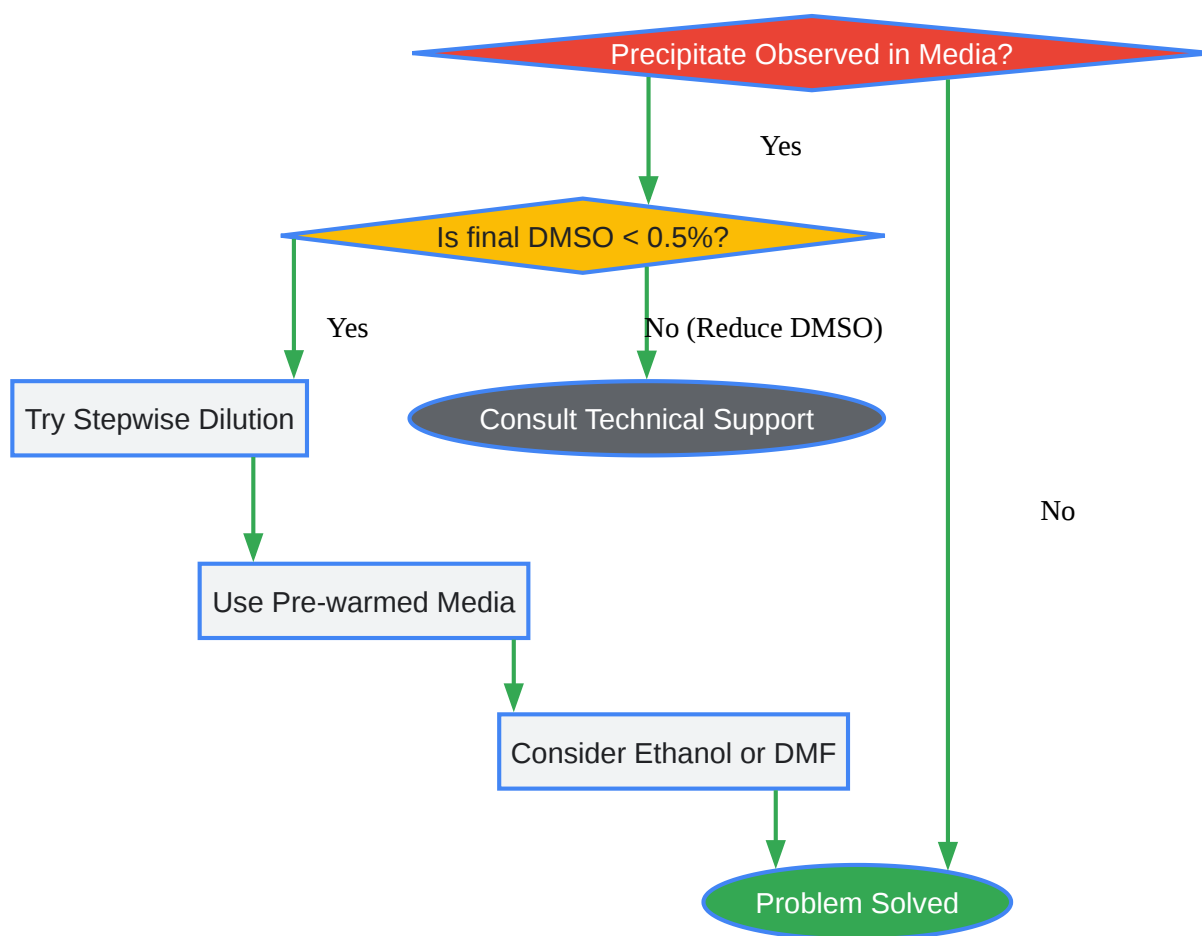 Precipitate Observed in Media?
Yes
Is final DMSO < 0.5%?
Yes
No (Reduce DMSO)
Try Stepwise Dilution
Consult Technical Support
No
Use Pre-warmed Media
Consider Ethanol or DMF
Problem Solved